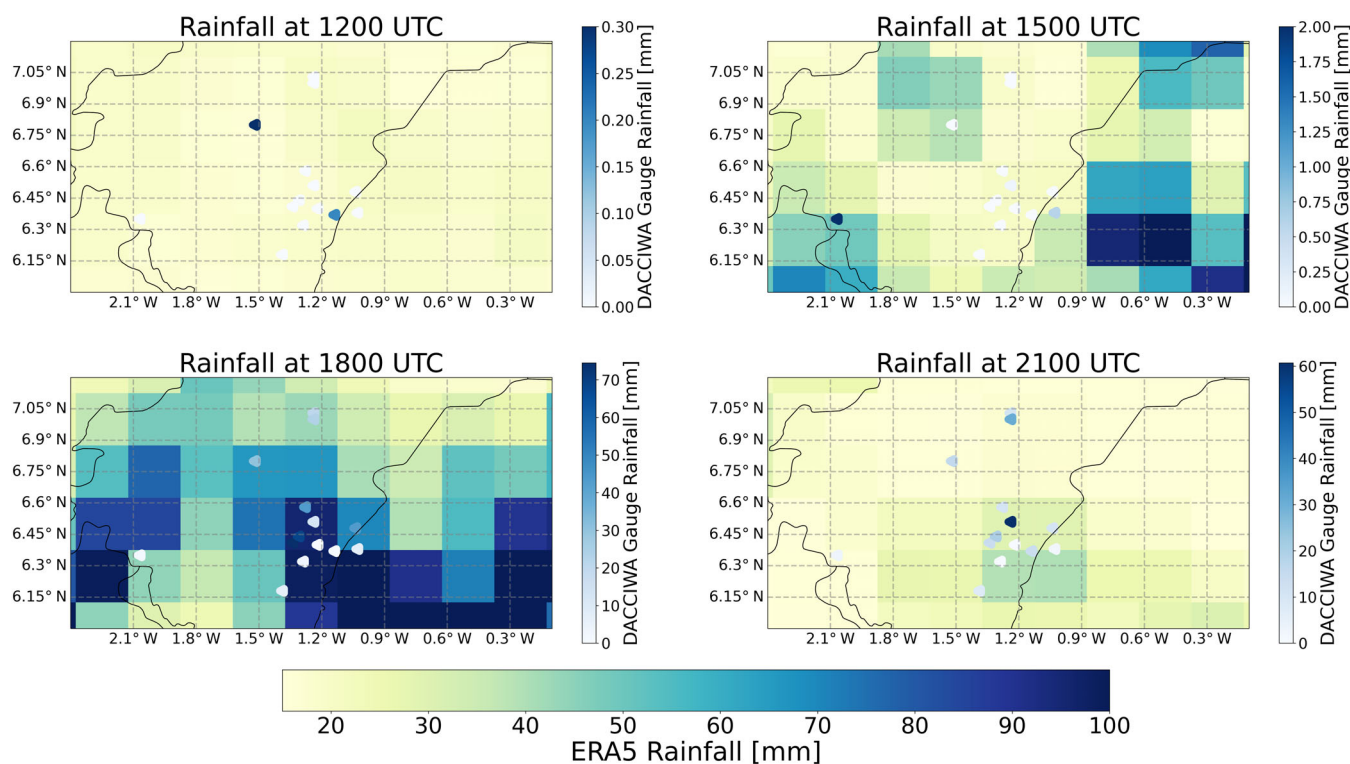 Rainfall at 1200 UTC
7.05° N
6.9° N
6.75° N
6.6° N
6.45° N
6.3° N
6.15° N
2.1 W 1.8 W 1.5 W 1.2 W 0.9 W 0.6 W 0.3 W
0.30
0.25
0.20
0.15
0.10
0.05
0.00
DACCIWA Gauge Rainfall [mm]
Rainfall at 1500 UTC
7.05° N
6.9° N
6.75° N
6.6° N
6.45° N
6.3° N
6.15° N
2.1 W 1.8 W 1.5 W 1.2 W 0.9 W 0.6 W 0.3 W
2.00
1.75
1.50
1.25
1.00
0.75
0.50
0.25
0.00
DACCIWA Gauge Rainfall [mm]
Rainfall at 1800 UTC
7.05° N
6.9° N
6.75° N
6.6° N
6.45° N
6.3° N
6.15° N
2.1 W 1.8 W 1.5 W 1.2 W 0.9 W 0.6 W 0.3 W
70
60
50
40
30
20
10
0
DACCIWA Gauge Rainfall [mm]
Rainfall at 2100 UTC
7.05° N
6.9° N
6.75° N
6.6° N
6.45° N
6.3° N
6.15° N
2.1 W 1.8 W 1.5 W 1.2 W 0.9 W 0.6 W 0.3 W
60
50
40
30
20
10
0
DACCIWA Gauge Rainfall [mm]
20 30 40 50 60 70 80 90 100
ERA5 Rainfall [mm]